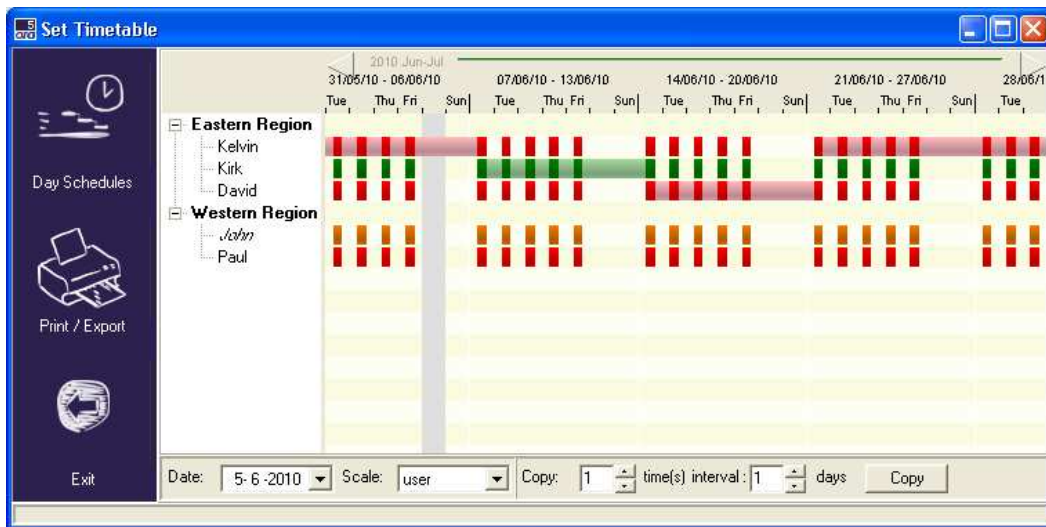 Set Timetable
2010 Jun-Jul
31/05/10 - 06/06/10 07/06/10 - 13/06/10 14/06/10 - 20/06/10 21/06/10 - 27/06/10 28/06/1
Tue Thu Fri Sun Tue Thu Fri Sun Tue Thu Fri Sun Tue Thu Fri Sun Tue
Eastern Region
Kelvin
Kirk
David
Western Region
John
Paul
Day Schedules
Print / Export
Exit
Date: 5- 6 -2010 Scale: user Copy: 1 time(s) interval : 1 days Copy